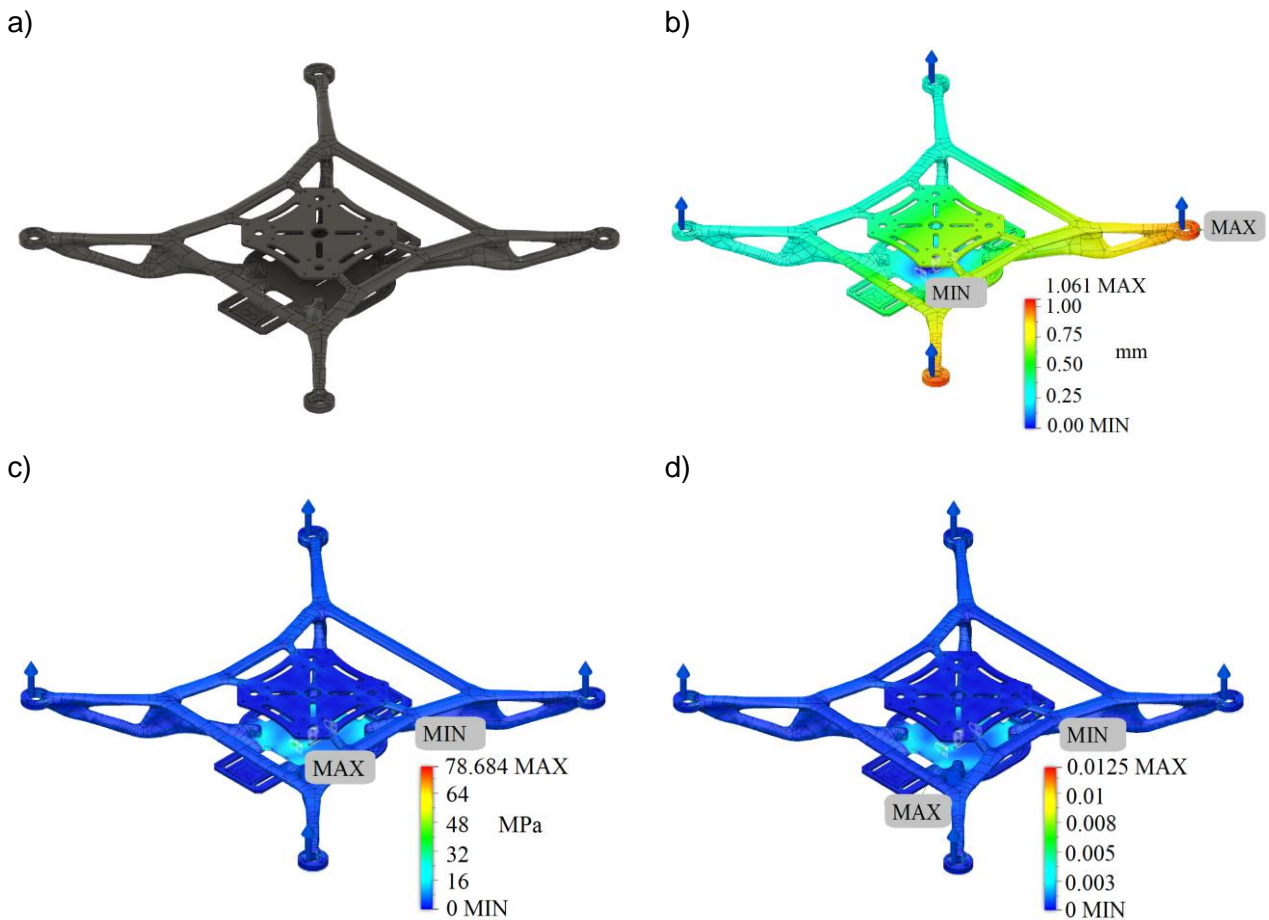 a)
b)
MAX
MIN
1.061 MAX
1.00
0.75
mm
0.50
0.25
0.00 MIN
c)
d)
MIN
MAX
78.684 MAX
64
48
MPa
32
16
0 MIN
MIN
MAX
0.0125 MAX
0.01
0.008
0.005
0.003
0 MIN